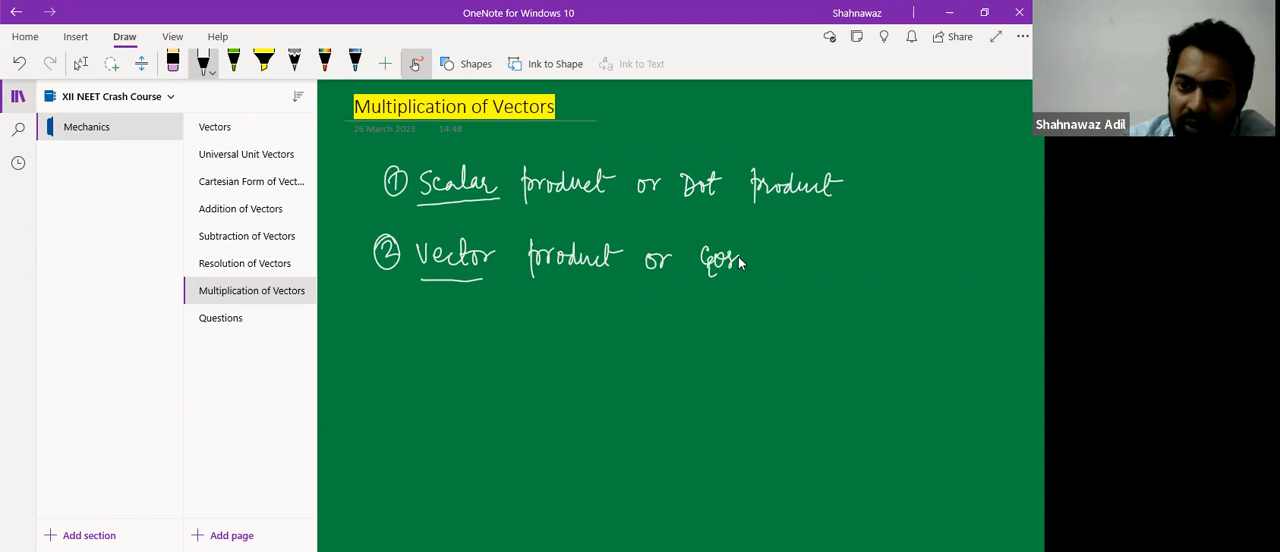 OneNote for Windows 10
Shahnawaz
Home Insert Draw View Help
Share
Shapes
Ink to Shape
Ink to Text
XII NEET Crash Course
Mechanics
Vectors
Universal Unit Vectors
Cartesian Form of Vect...
Addition of Vectors
Subtraction of Vectors
Resolution of Vectors
Multiplication of Vectors
Questions
Add section
Add page
Multiplication of Vectors
26 March 2023 14:48
① Scalar product or Dot product
② Vector product or
Shahnawaz Adil